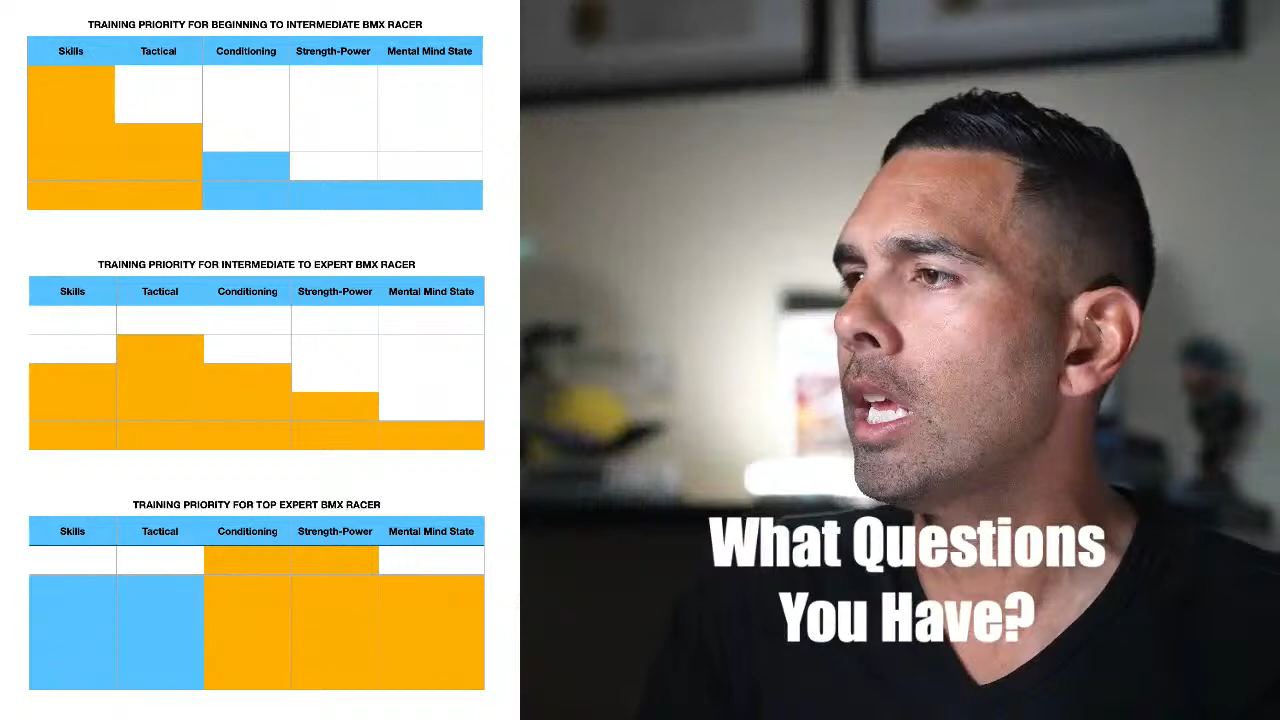 TRAINING PRIORITY FOR BEGINNING TO INTERMEDIATE BMX RACER
Skills Tactical Conditioning Strength-Power Mental Mind State
TRAINING PRIORITY FOR INTERMEDIATE TO EXPERT BMX RACER
Skills Tactical Conditioning Strength-Power Mental Mind State
TRAINING PRIORITY FOR TOP EXPERT BMX RACER
Skills Tactical Conditioning Strength-Power Mental Mind State
What Questions
You Have?